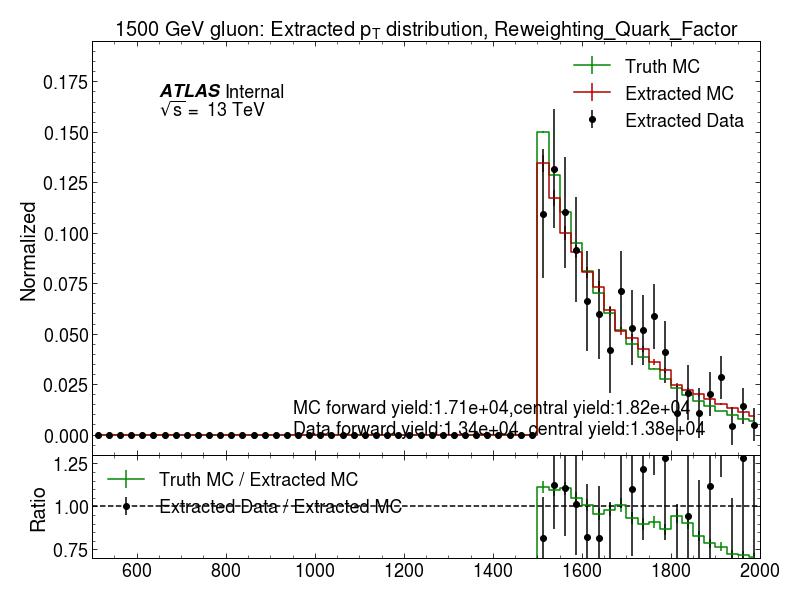 1500 GeV gluon: Extracted pT distribution, Reweighting_Quark_Factor
ATLAS Internal
√s = 13 TeV
Truth MC
Extracted MC
Extracted Data
Normalized
0.175
0.150
0.125
0.100
0.075
0.050
0.025
0.000
MC forward yield:1.71e+04,central yield:1.82e+04
Data forward yield:1.34e+04, central yield:1.38e+04
Ratio
1.25
1.00
0.75
Truth MC / Extracted MC
Extracted Data / Extracted MC
600 800 1000 1200 1400 1600 1800 2000